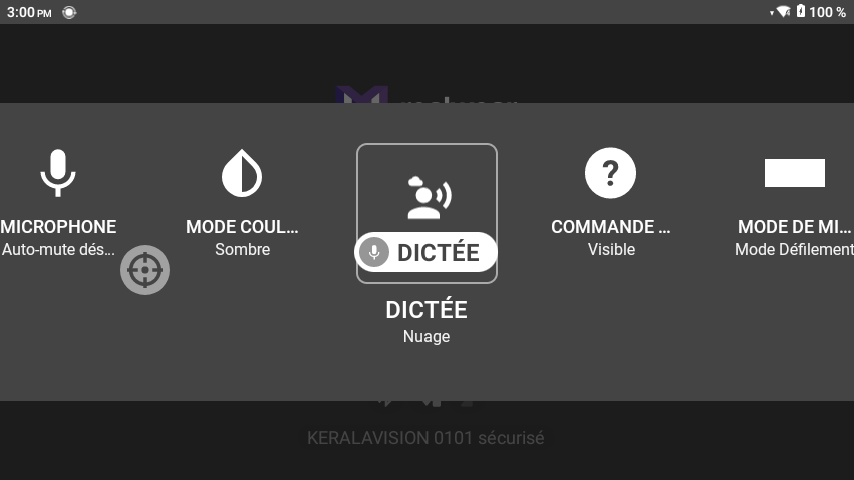 3:00 PM
100 %
MICROPHONE
Auto-mute dés...
MODE COUL...
Sombre
DICTÉE
DICTÉE
Nuage
COMMANDE ...
Visible
MODE DE MI...
Mode Défilement
KERALAVISION 0101 sécurisé